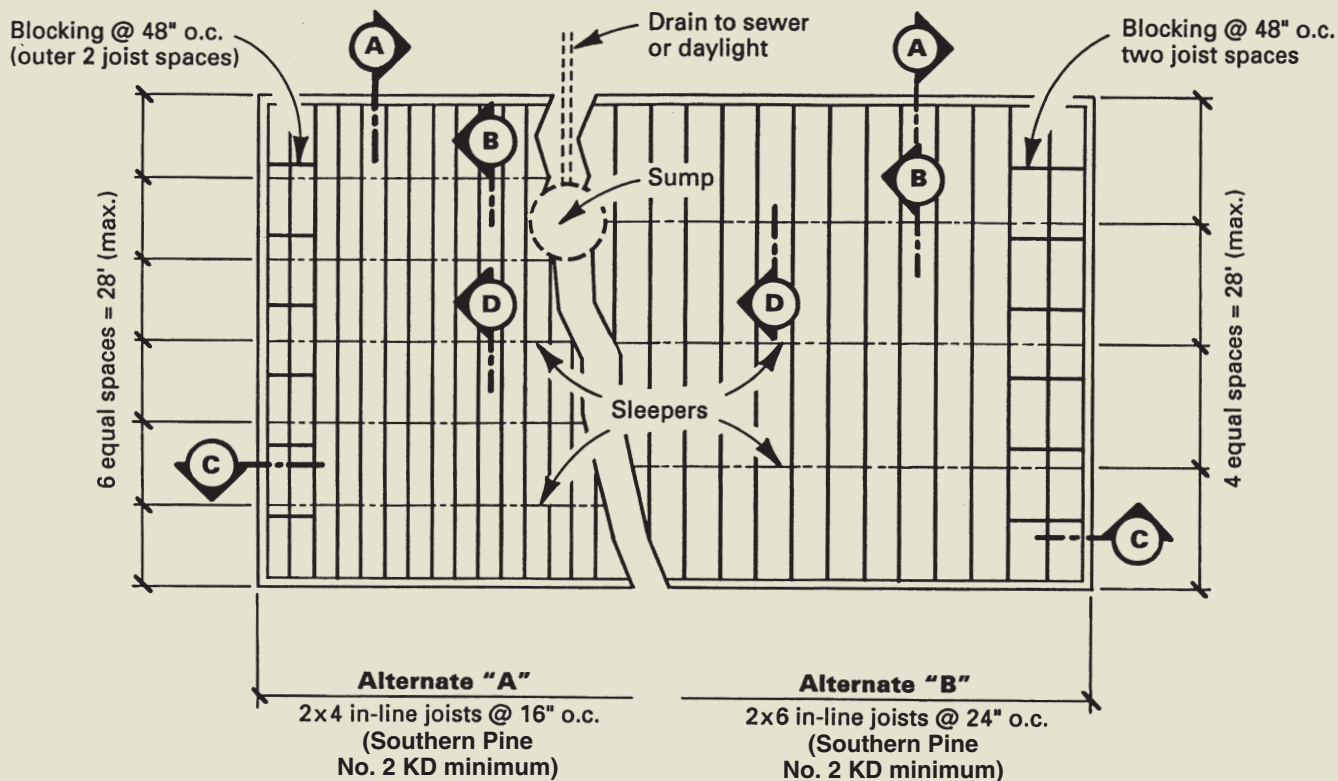 Blocking @ 48" o.c.
(outer 2 joist spaces)
A
Drain to sewer
or daylight
A
Blocking @ 48" o.c.
two joist spaces
B
B
Sump
6 equal spaces = 28' (max.)
4 equal spaces = 28' (max.)
D
D
Sleepers
C
C
Alternate "A"
2x4 in-line joists @ 16" o.c.
(Southern Pine
No. 2 KD minimum)
Alternate "B"
2x6 in-line joists @ 24" o.c.
(Southern Pine
No. 2 KD minimum)